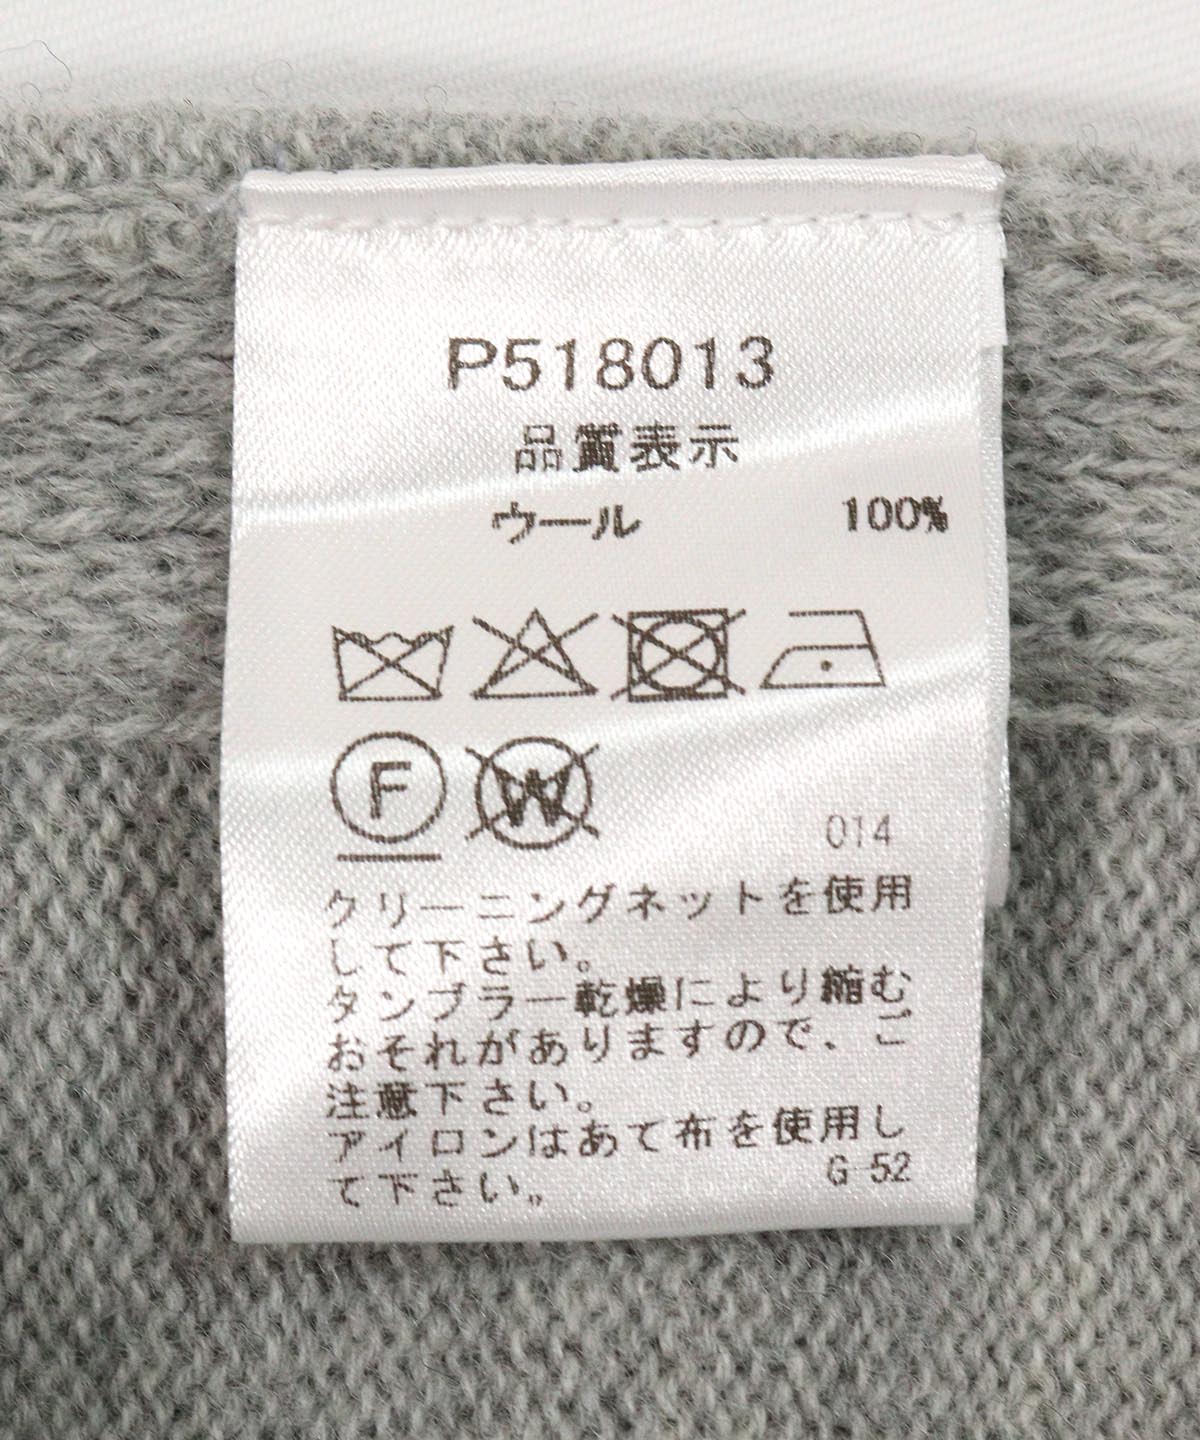 P518013
品質表示
ウール 100%
F W
014
クリーニングネットを使用
して下さい。
タンブラー乾燥により縮む
おそれがありますので、ご
注意下さい。
アイロンはあて布を使用し
て下さい。 G-52